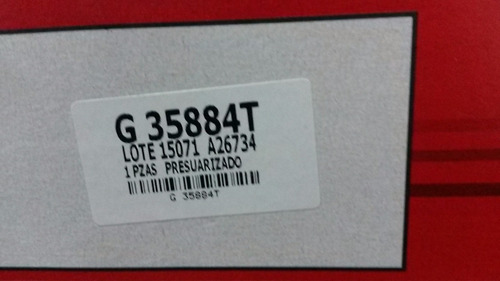 G 35884T
LOTE 15071 A26734
1 PZAS PRESUARIZADO
G 35884T